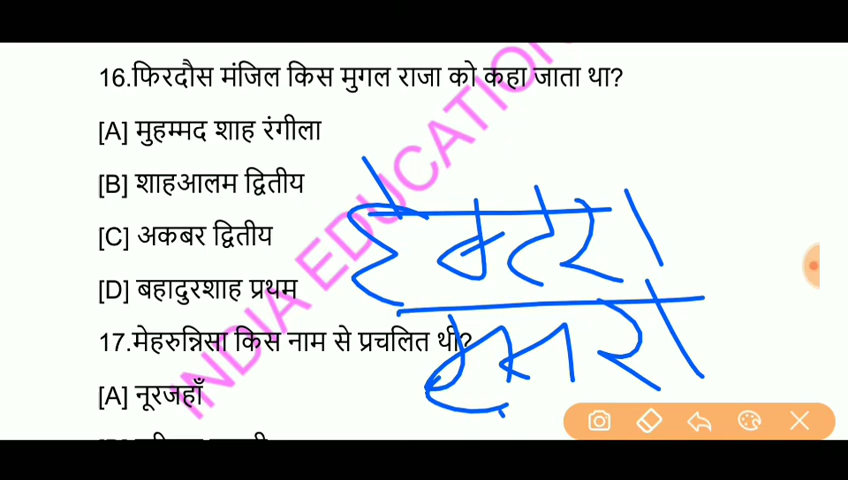 16.फिरदौस मंजिल किस मुगल राजा को कहा जाता था?
[A] मुहम्मद शाह रंगीला
[B] शाहआलम द्वितीय
[C] अकबर द्वितीय
[D] बहादुरशाह प्रथम
17.मेहरुन्निसा किस नाम से प्रचलित थी?
[A] नूरजहाँ
INDIA EDUCATION